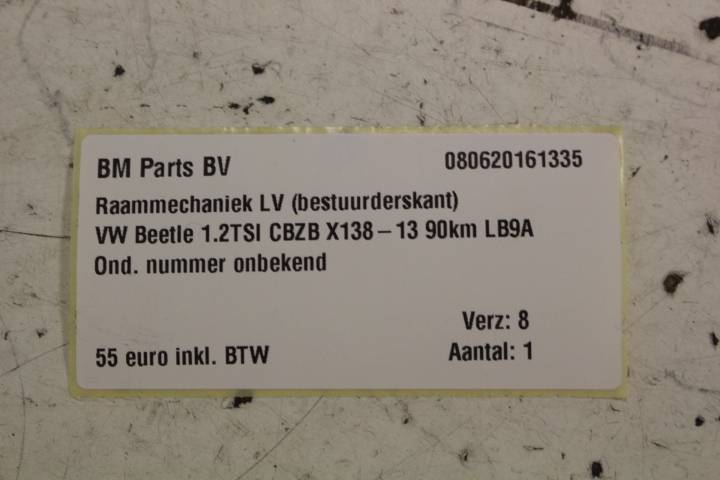 BM Parts BV 080620161335
Raammechaniek LV (bestuurderskant)
VW Beetle 1.2TSI CBZB X138-13 90km LB9A
Ond. nummer onbekend
Verz: 8
55 euro inkl. BTW Aantal: 1